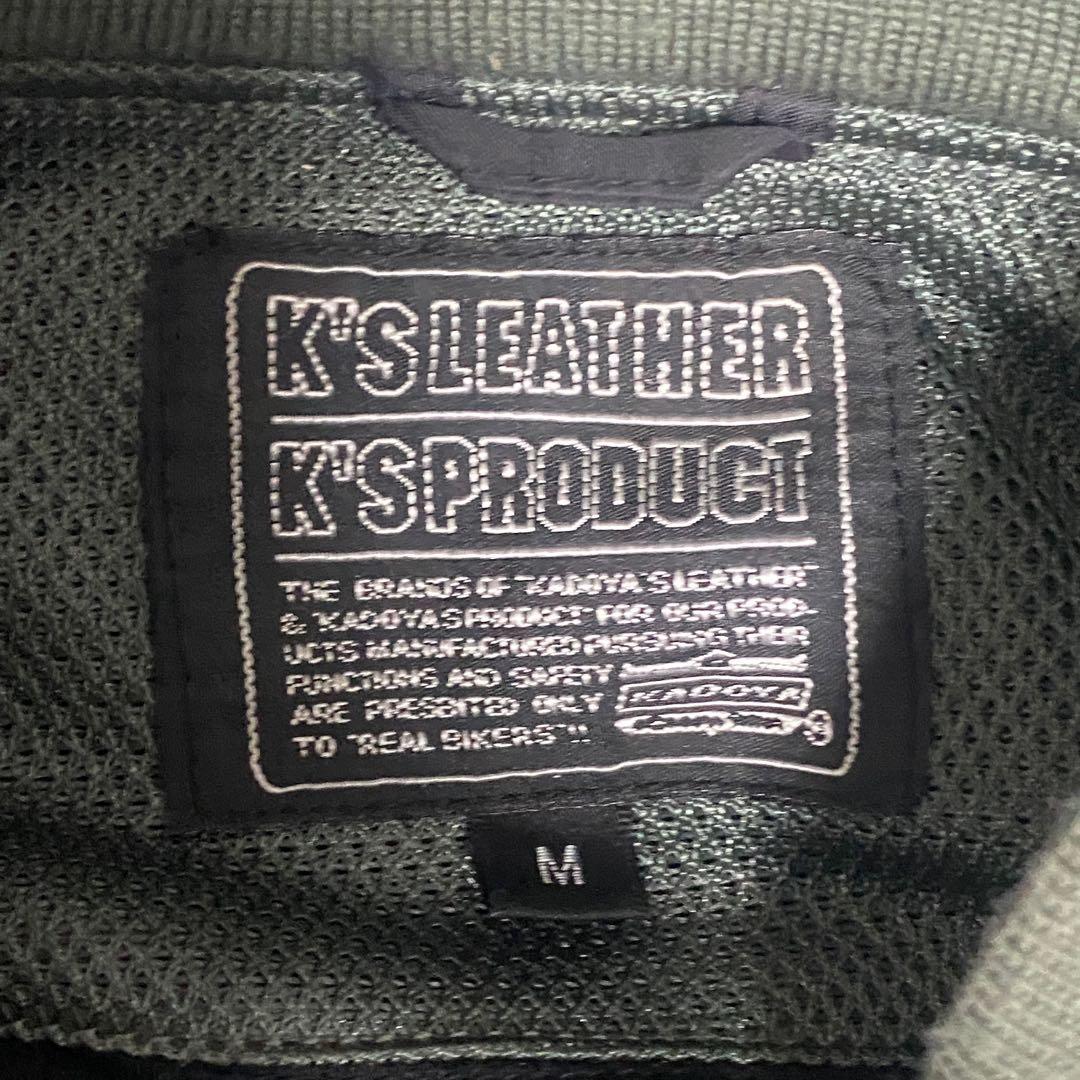 K'S LEATHER
K'S PRODUCT
THE BRANDS OF "KADOYA'S LEATHER"
& "KADOYA'S PRODUCT" FOR OUR PROD-
UCTS MANUFACTURED PURSUING THEIR
FUNCTIONS AND SAFETY
ARE PRESENTED ONLY
TO "REAL BIKERS"!!
KADOYA
®
M